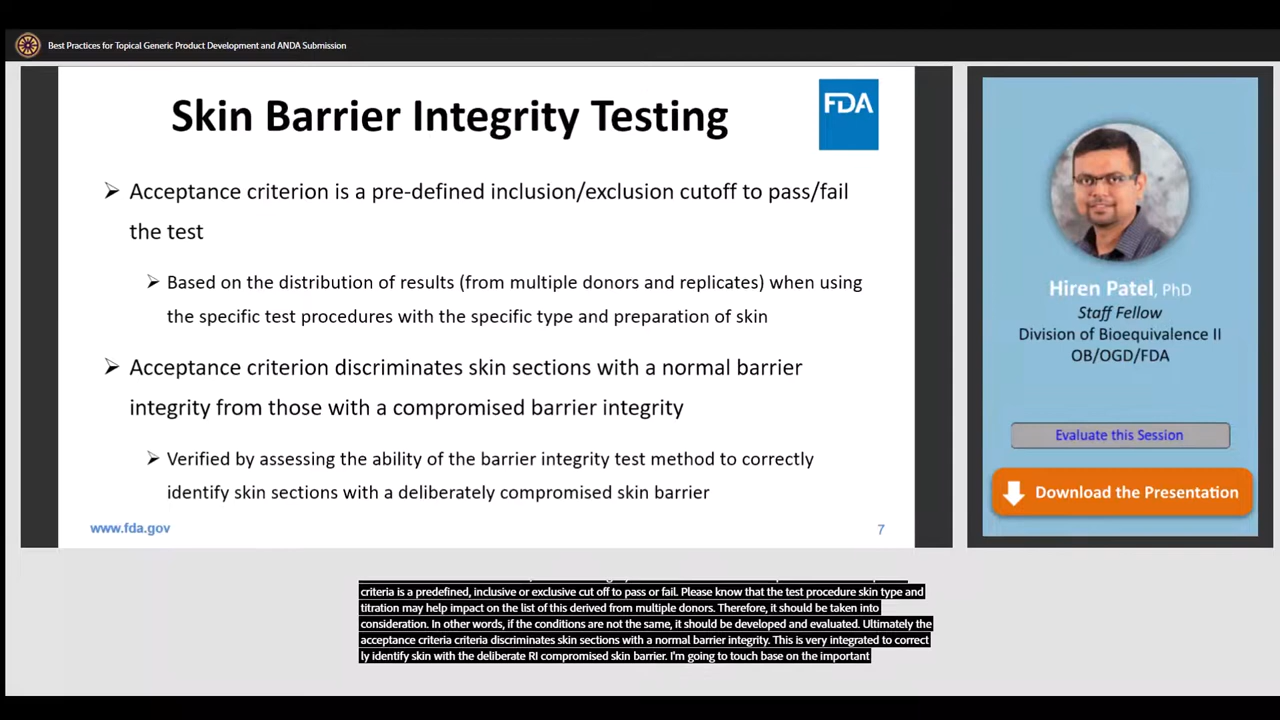 Best Practices for Topical Generic Product Development and ANDA Submission
Skin Barrier Integrity Testing
FDA
➢ Acceptance criterion is a pre-defined inclusion/exclusion cutoff to pass/fail
the test
➢ Based on the distribution of results (from multiple donors and replicates) when using
the specific test procedures with the specific type and preparation of skin
➢ Acceptance criterion discriminates skin sections with a normal barrier
integrity from those with a compromised barrier integrity
➢ Verified by assessing the ability of the barrier integrity test method to correctly
identify skin sections with a deliberately compromised skin barrier
www.fda.gov
7
Hiren Patel, PhD
Staff Fellow
Division of Bioequivalence II
OB/OGD/FDA
Evaluate this Session
Download the Presentation
criteria is a predefined, inclusive or exclusive cut off to pass or fail. Please know that the test procedure skin type and
titration may help impact on the list of this derived from multiple donors. Therefore, it should be taken into
consideration. In other words, if the conditions are not the same, it should be developed and evaluated. Ultimately the
acceptance criteria criteria discriminates skin sections with a normal barrier integrity. This is very integrated to correct
ly identify skin with the deliberate RI compromised skin barrier. I'm going to touch base on the important